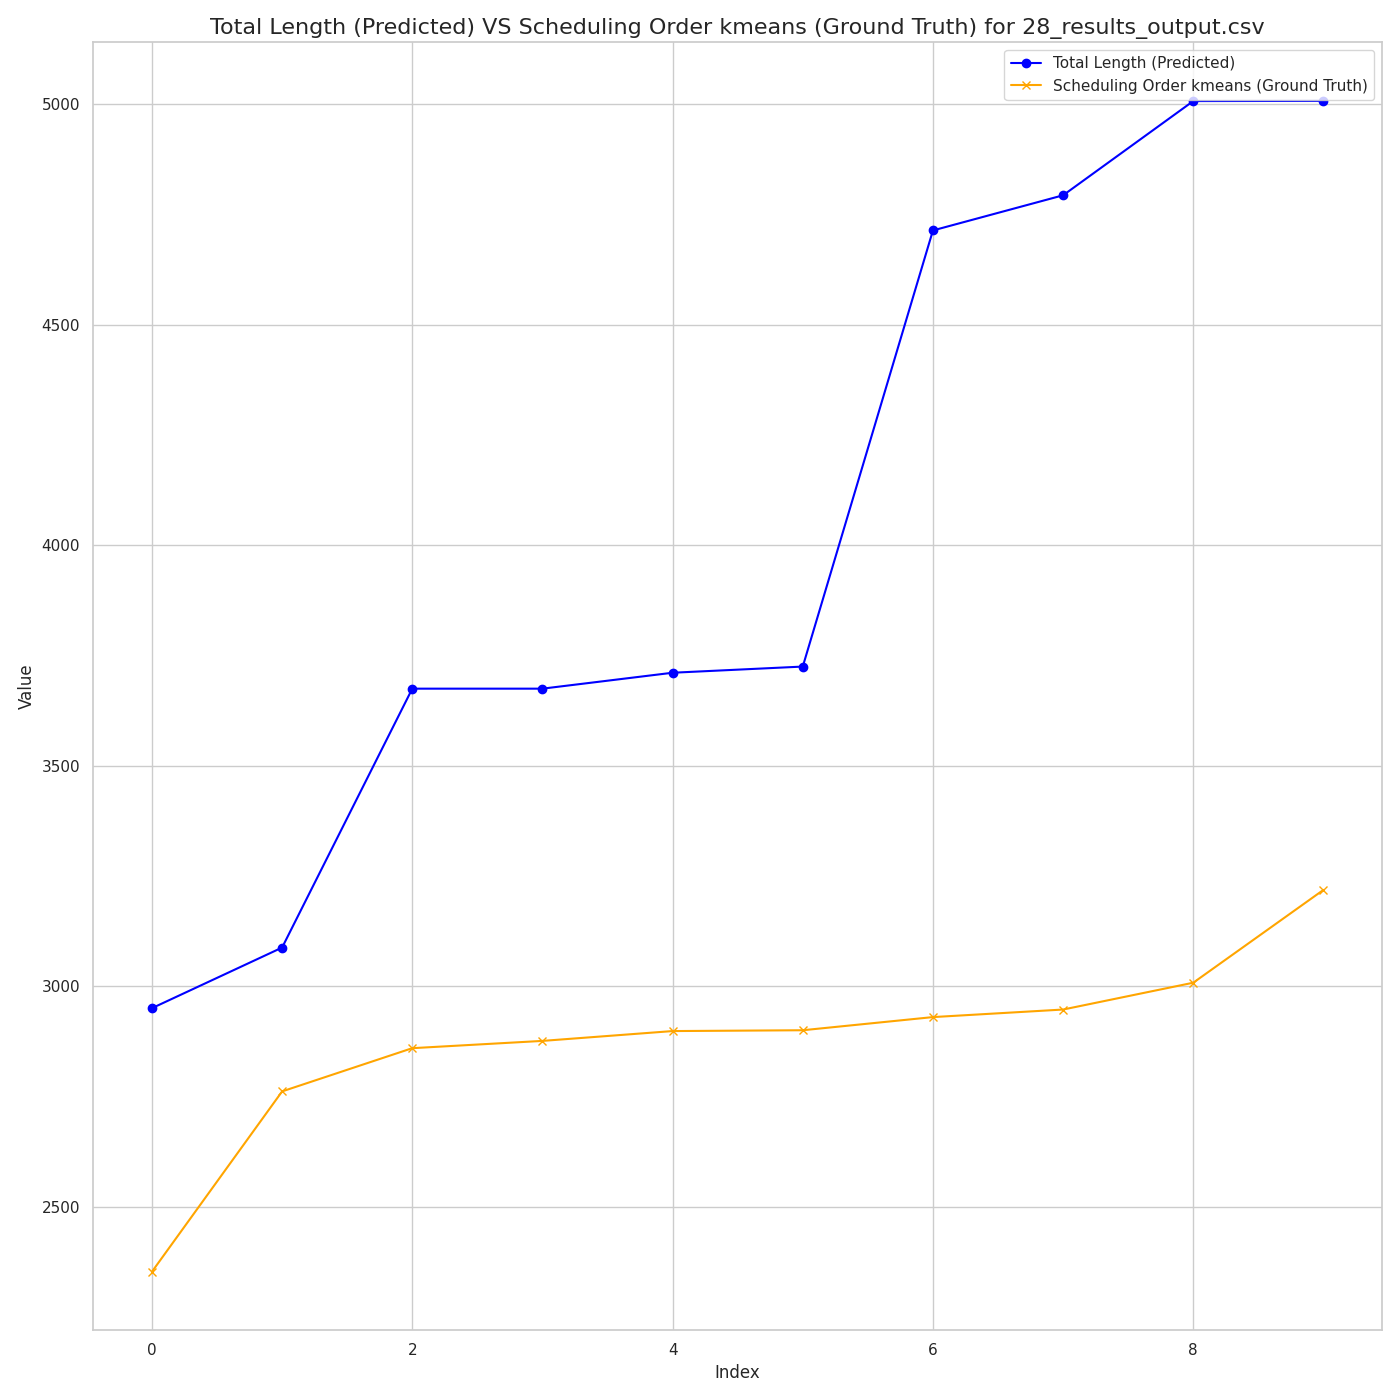 Total Length (Predicted) VS Scheduling Order kmeans (Ground Truth) for 28_results_output.csv
Total Length (Predicted)
Scheduling Order kmeans (Ground Truth)
5000
4500
4000
3500
3000
2500
Value
0 2 4 6 8
Index